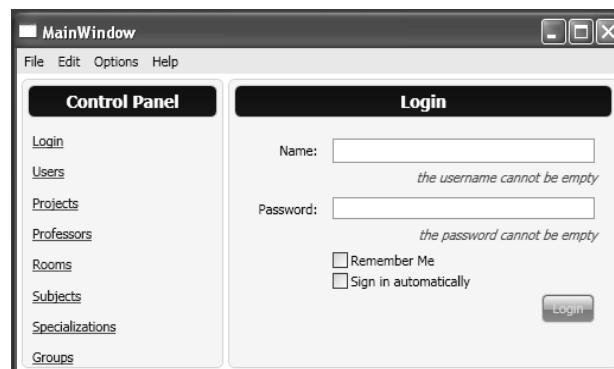 MainWindow
File Edit Options Help
Control Panel
Login
Users
Projects
Professors
Rooms
Subjects
Specializations
Groups
Login
Name:
the username cannot be empty
Password:
the password cannot be empty
Remember Me
Sign in automatically
Login